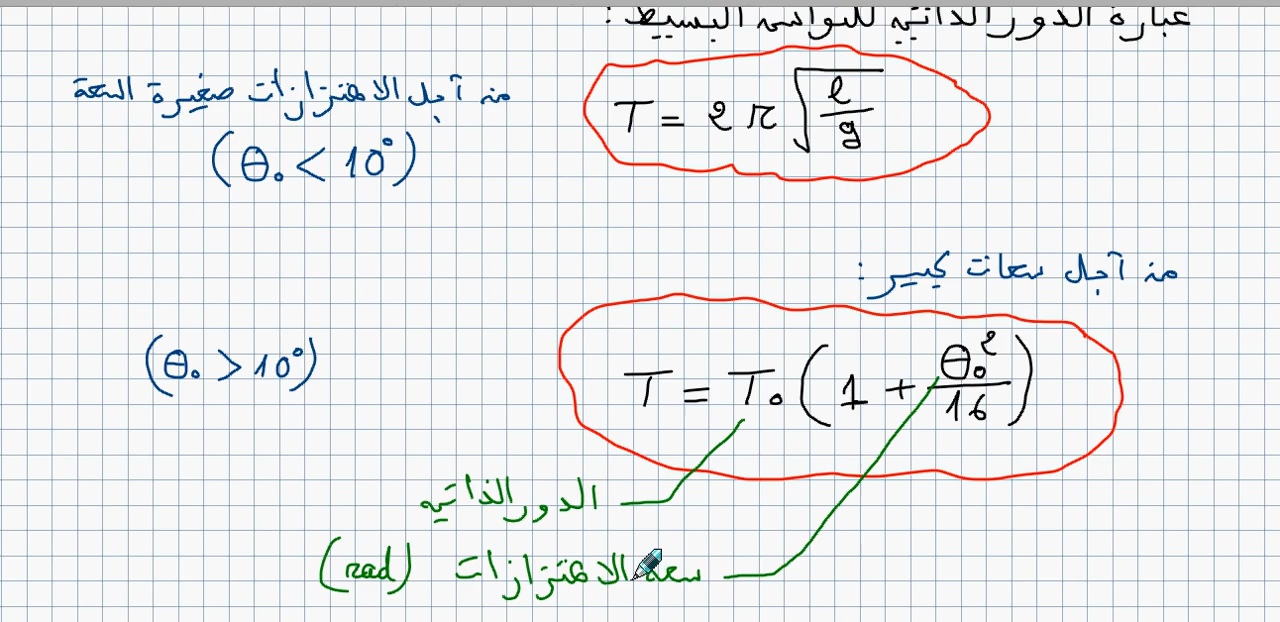 عبارة الدور الذاتي للنواس البسيط :
T = 2π√(l/g)
من أجل الاهتزازات صغيرة السعة
(θ₀ < 10°)
من أجل سعات كبير :
T = T₀ (1 + θ₀²/16)
(θ₀ > 10°)
الدور الذاتي
سعة الاهتزازات (rad)